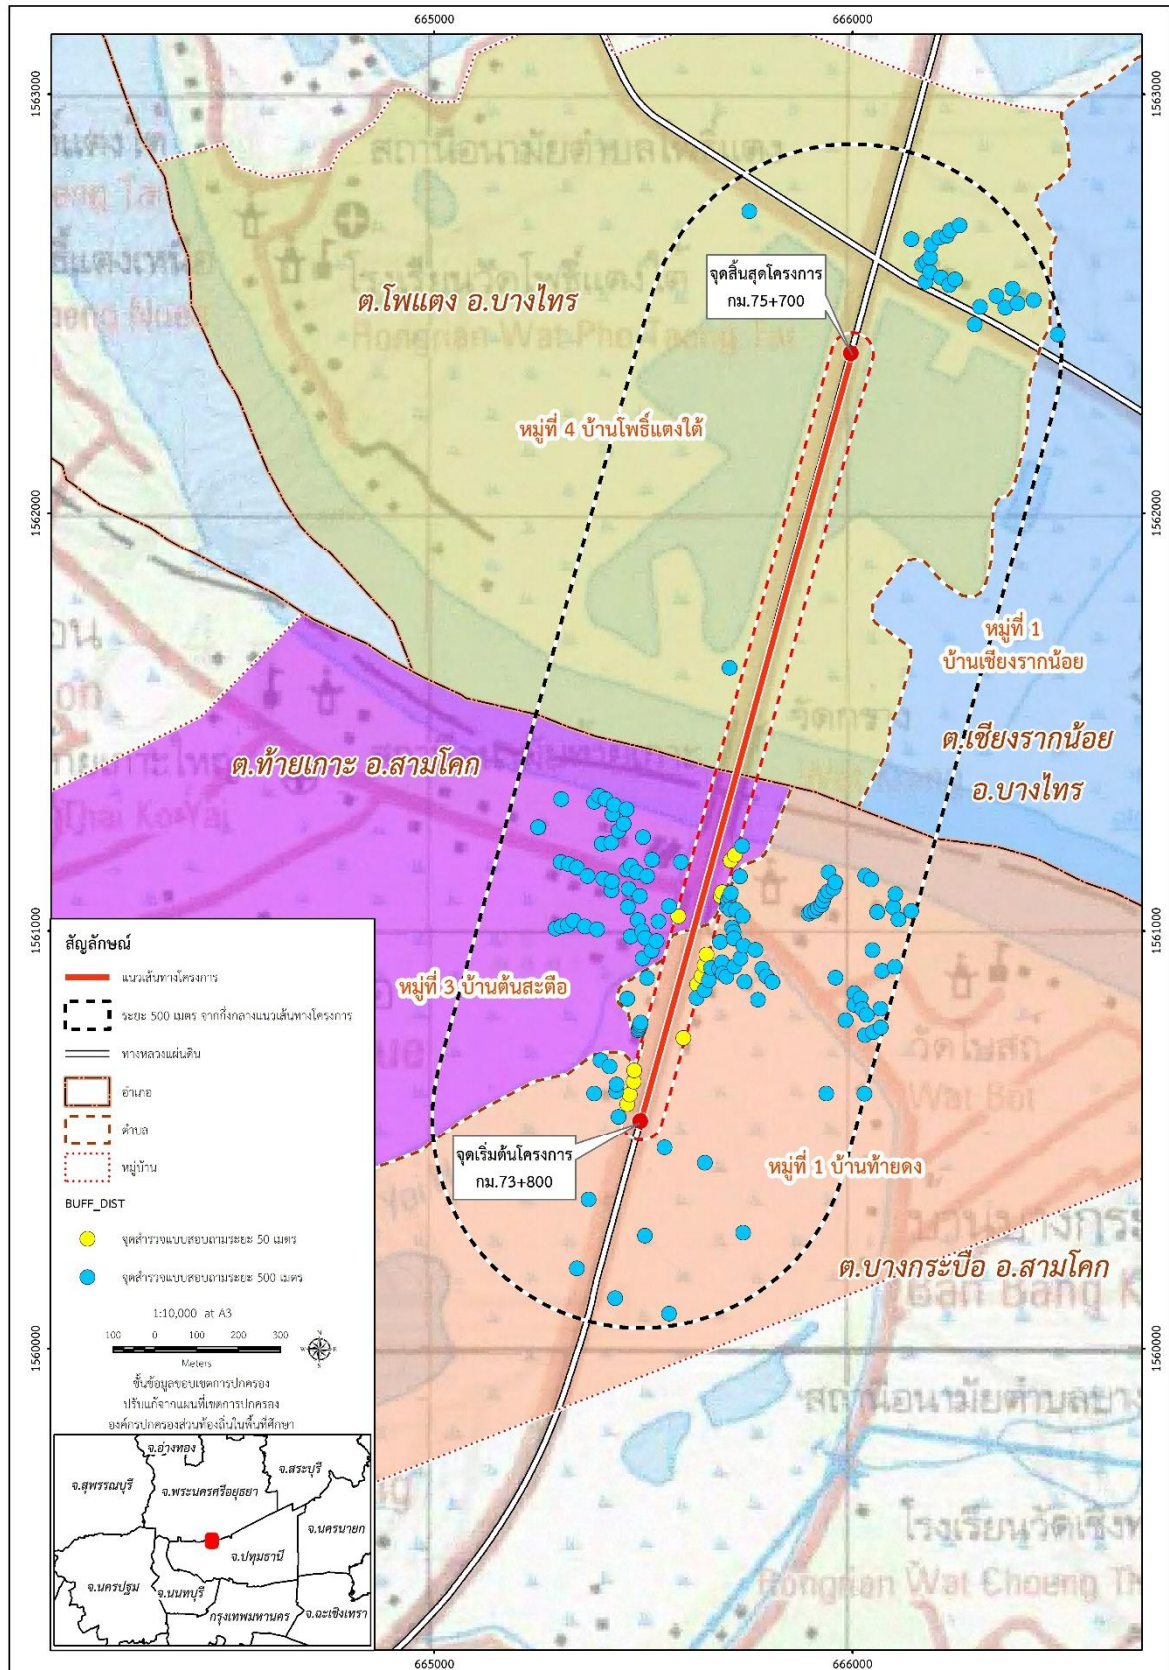 665000
666000
1563000
1563000
สถานีอนามัยตำบลโพธิ์แตง
จุดสิ้นสุดโครงการ
กม.75+700
โรงเรียนวัดโพธิ์แตงใต้
Rongrian Wat Pho Taeng Tai
ต.โพแตง อ.บางไทร
หมู่ที่ 4 บ้านโพธิ์แตงใต้
1562000
1562000
หมู่ที่ 1
บ้านเชียงรากน้อย
วัดกราง
ต.เชียงรากน้อย
อ.บางไทร
ต.ท้ายเกาะ อ.สามโคก
Thai Ko Yai
1561000
1561000
หมู่ที่ 3 บ้านต้นสะตือ
วัดโบสถ์
Wat Bot
จุดเริ่มต้นโครงการ
กม.73+800
หมู่ที่ 1 บ้านท้ายดง
ต.บางกระบือ อ.สามโคก
Ban Bang K
1560000
1560000
สถานีอนามัยตำบลบาง
โรงเรียนวัดเชิงท
Rongrian Wat Choeng Th
สัญลักษณ์
แนวเส้นทางโครงการ
ระยะ 500 เมตร จากกึ่งกลางแนวเส้นทางโครงการ
ทางหลวงแผ่นดิน
อำเภอ
ตำบล
หมู่บ้าน
BUFF_DIST
จุดสำรวจแบบสอบถามระยะ 50 เมตร
จุดสำรวจแบบสอบถามระยะ 500 เมตร
1:10,000 at A3
100 0 100 200 300
Meters
N
W E
S
ชั้นข้อมูลขอบเขตการปกครอง
ปรับแก้จากแผนที่เขตการปกครอง
องค์กรปกครองส่วนท้องถิ่นในพื้นที่ศึกษา
จ.อ่างทอง
จ.สระบุรี
จ.สุพรรณบุรี
จ.พระนครศรีอยุธยา
จ.นครนายก
จ.ปทุมธานี
จ.นครปฐม
จ.นนทบุรี
กรุงเทพมหานคร
จ.ฉะเชิงเทรา
665000
666000